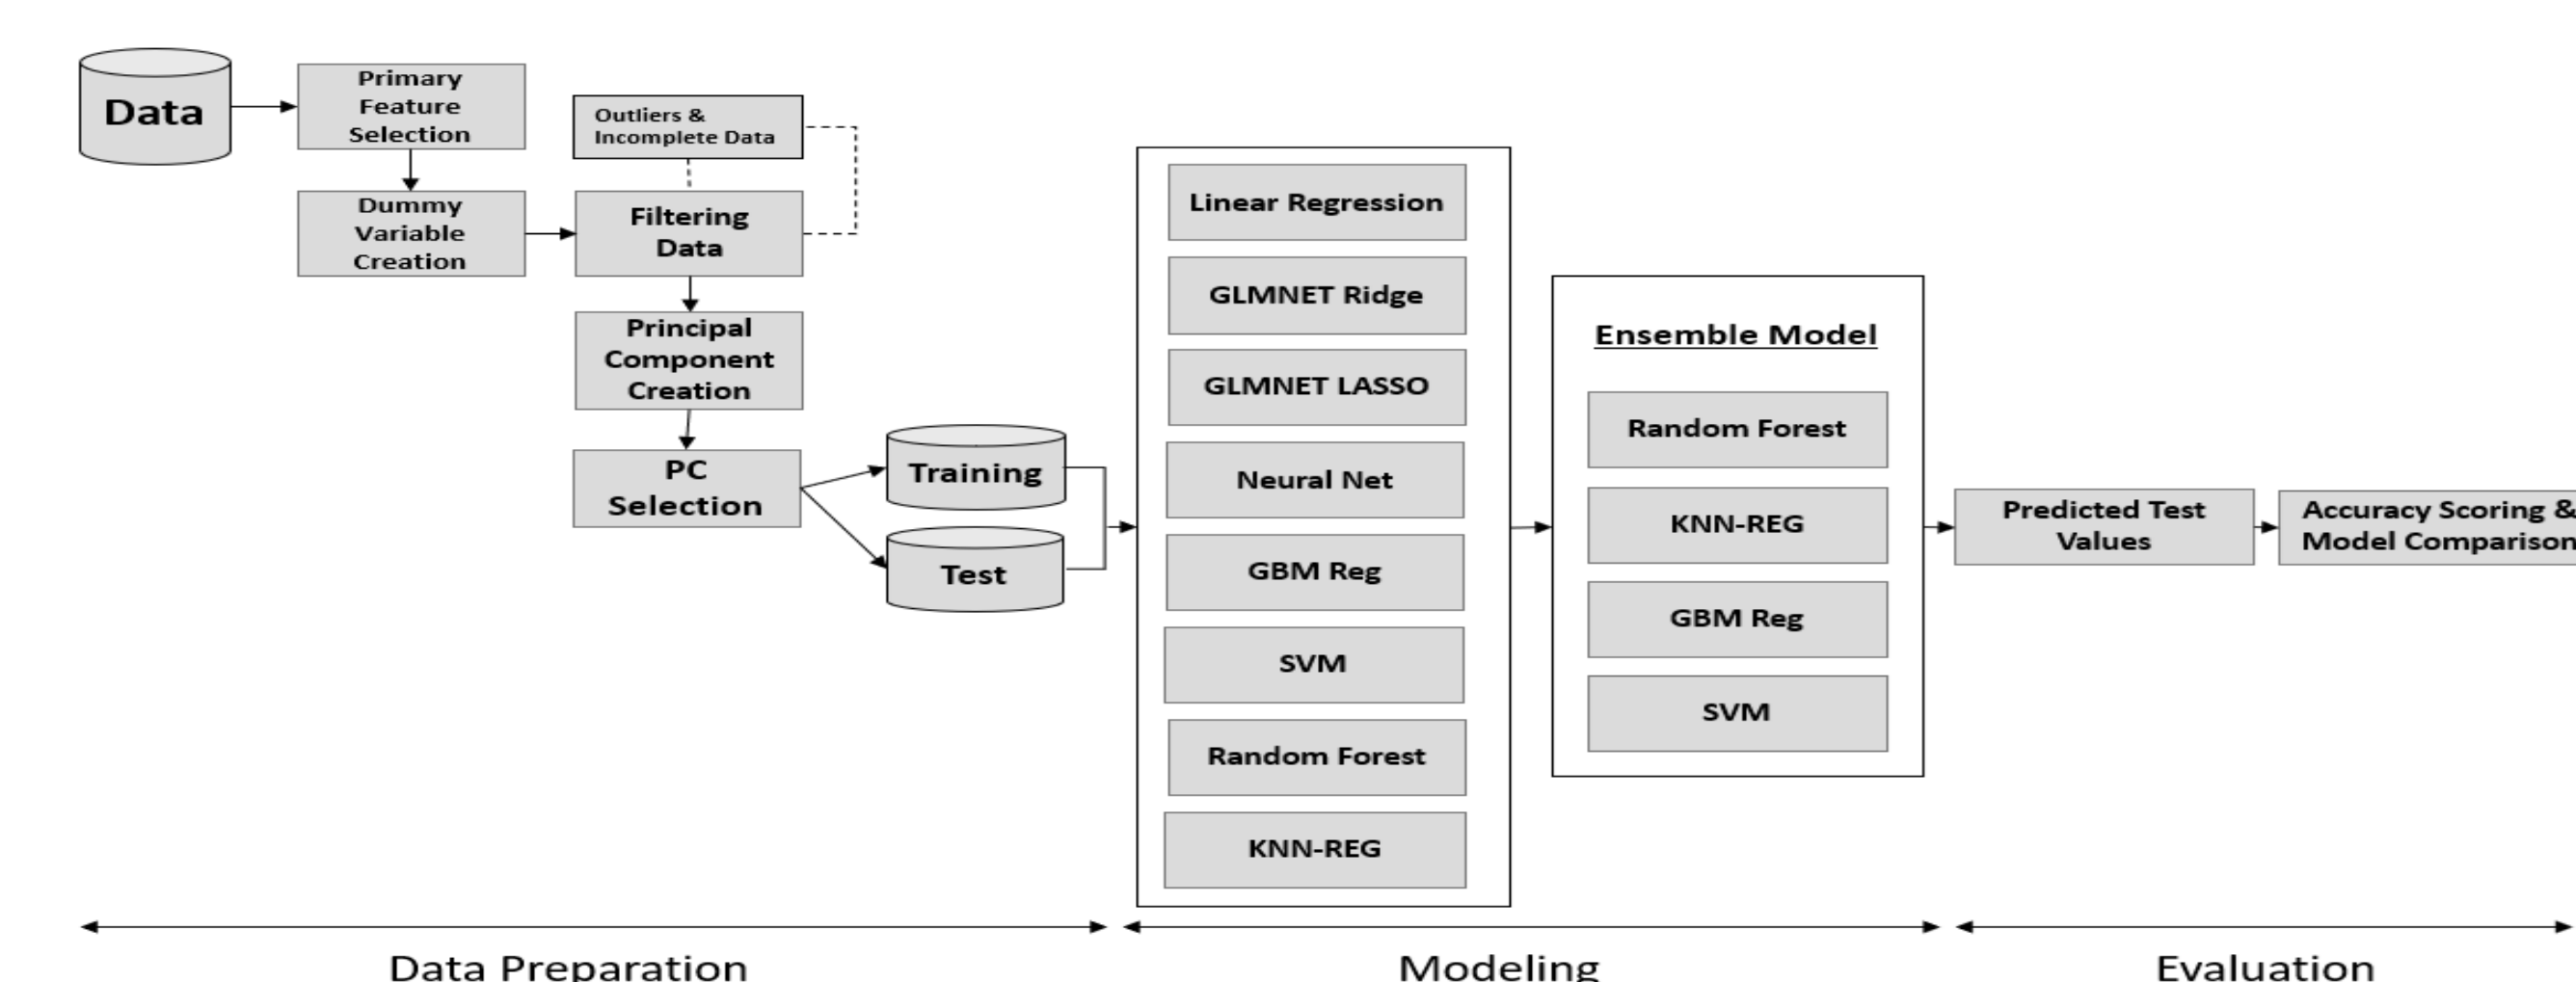 Data
Primary
Feature
Selection
Dummy
Variable
Creation
Outliers &
Incomplete Data
Filtering
Data
Principal
Component
Creation
PC
Selection
Training
Test
Linear Regression
GLMNET Ridge
GLMNET LASSO
Neural Net
GBM Reg
SVM
Random Forest
KNN-REG
Ensemble Model
Random Forest
KNN-REG
GBM Reg
SVM
Predicted Test
Values
Accuracy Scoring &
Model Comparison
Data Preparation
Modeling
Evaluation